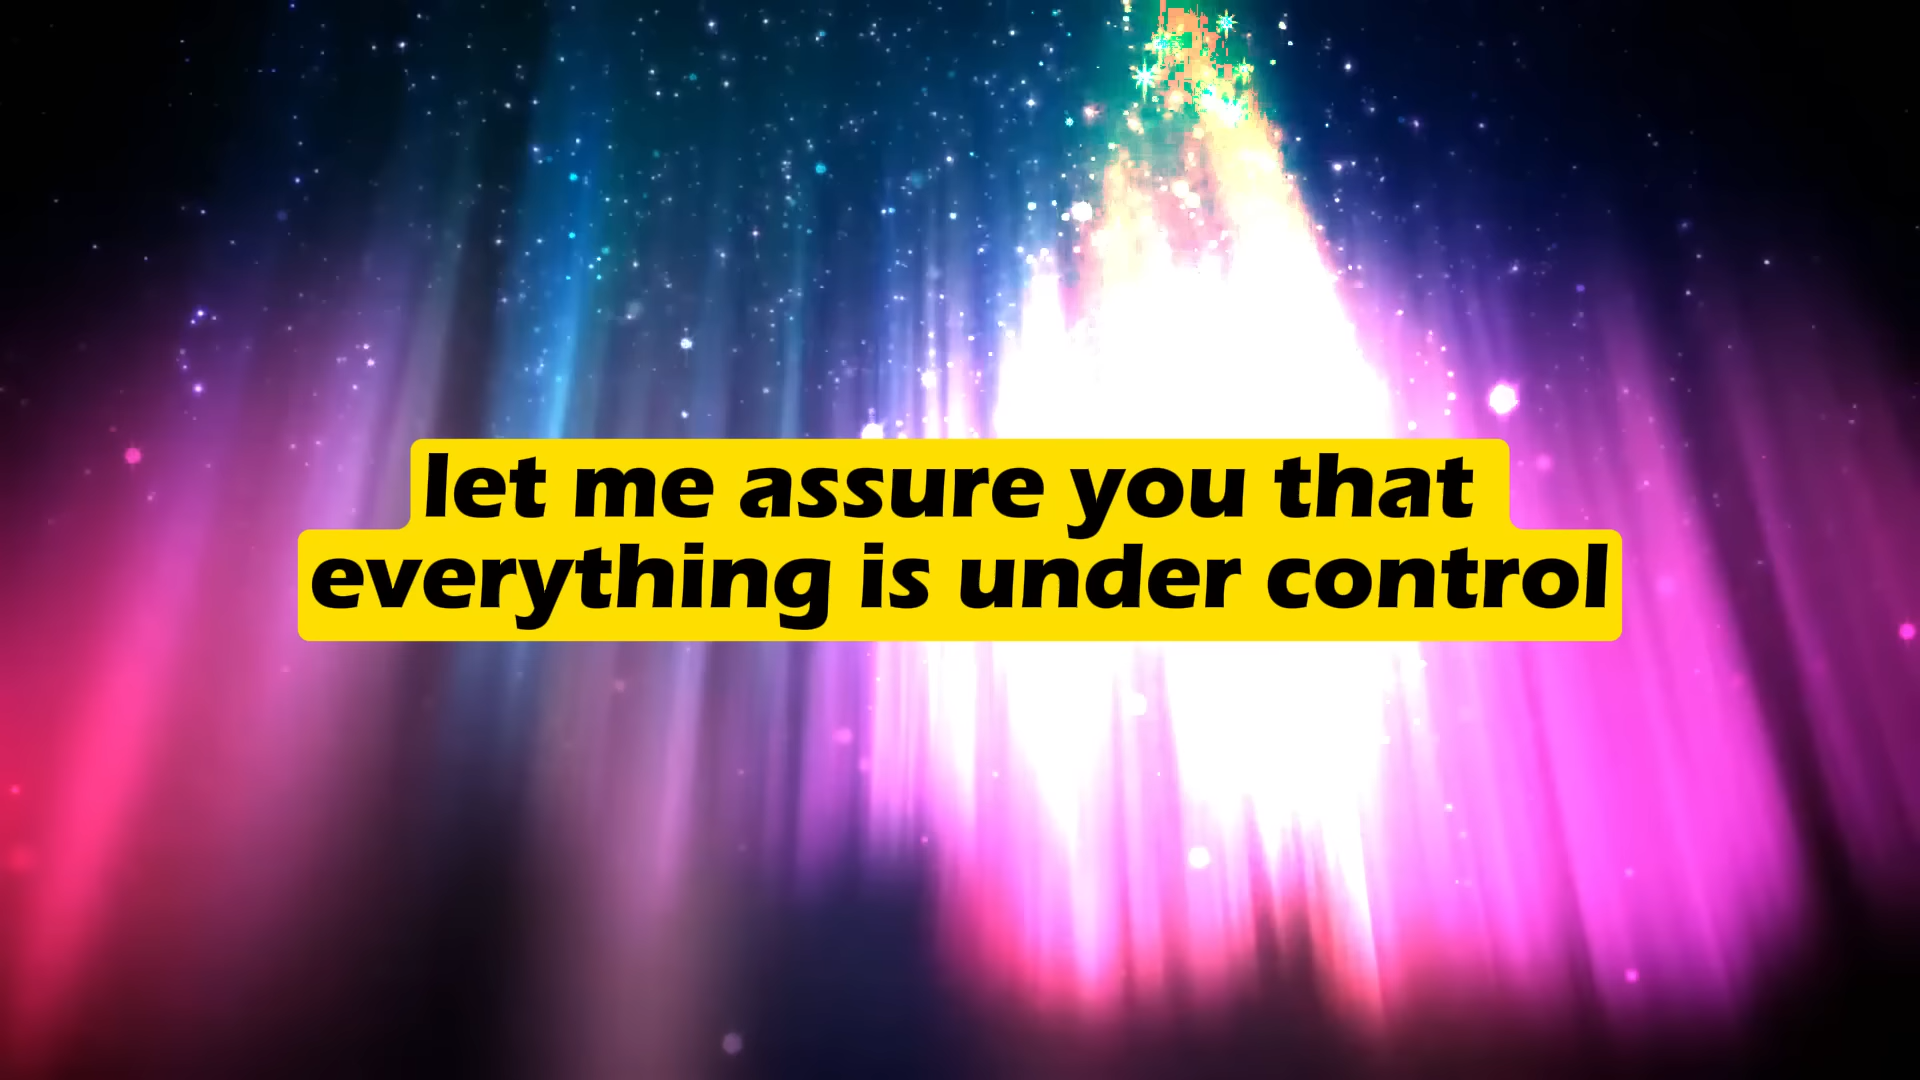 let me assure you that
everything is under control